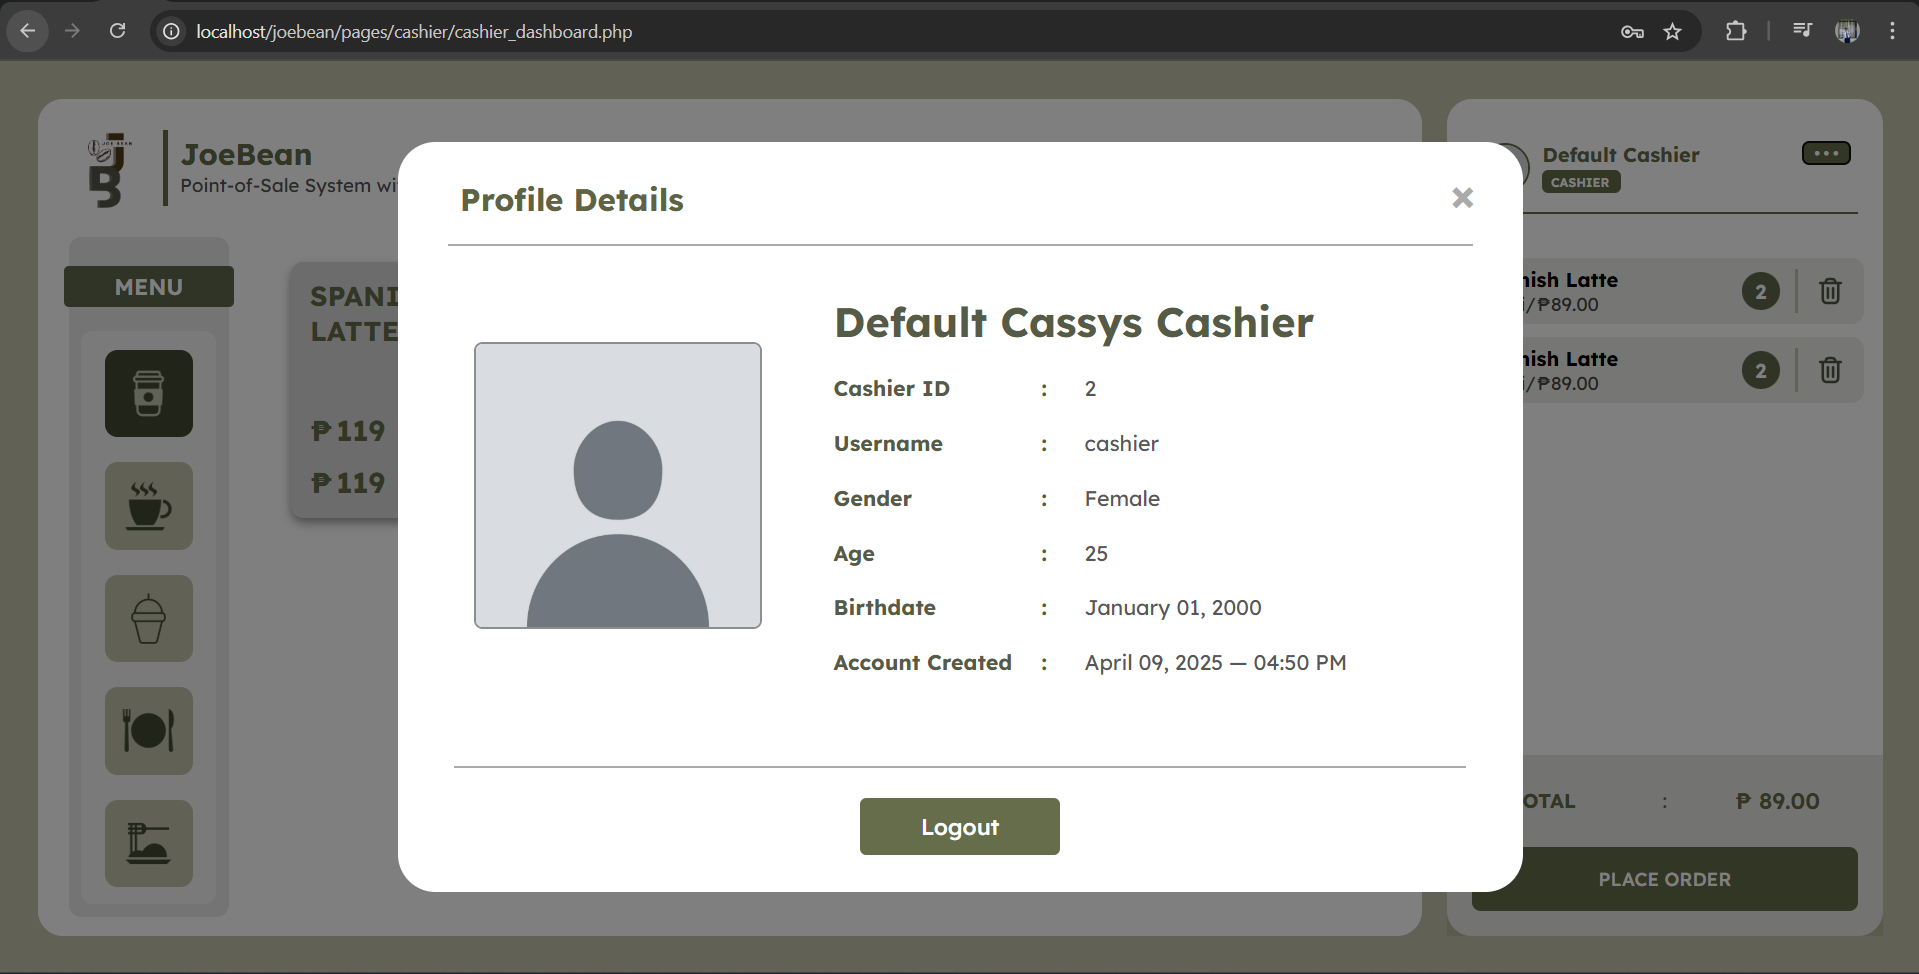 localhost/joebean/pages/cashier/cashier_dashboard.php
JOE BEAN
JoeBean
Point-of-Sale System wi
Default Cashier
CASHIER
MENU
SPANI
LATTE
₱ 119
₱ 119
Profile Details
Default Cassys Cashier
Cashier ID : 2
Username : cashier
Gender : Female
Age : 25
Birthdate : January 01, 2000
Account Created : April 09, 2025 — 04:50 PM
Logout
nish Latte
/₱89.00
2
nish Latte
/₱89.00
2
OTAL : ₱ 89.00
PLACE ORDER